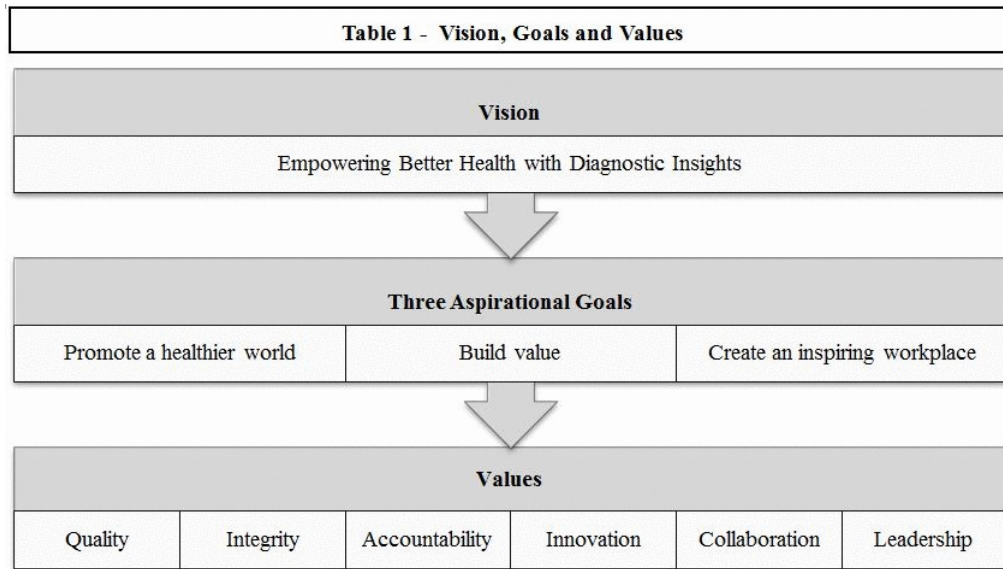 Table 1 - Vision, Goals and Values
Vision
Empowering Better Health with Diagnostic Insights
Three Aspirational Goals
Promote a healthier world
Build value
Create an inspiring workplace
Values
Quality
Integrity
Accountability
Innovation
Collaboration
Leadership